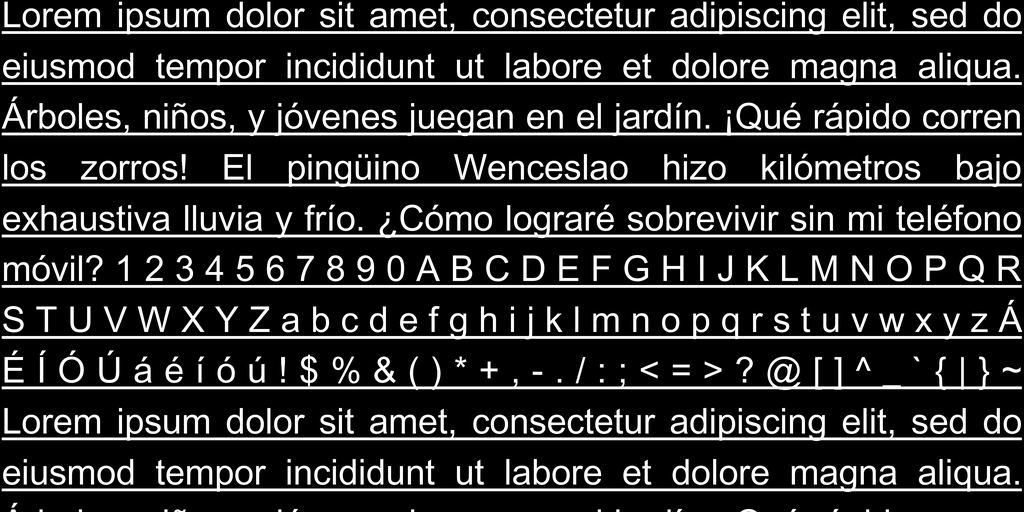 Lorem ipsum dolor sit amet, consectetur adipiscing elit, sed do
eiusmod tempor incididunt ut labore et dolore magna aliqua.
Árboles, niños, y jóvenes juegan en el jardín. ¡Qué rápido corren
los zorros! El pingüino Wenceslao hizo kilómetros bajo
exhaustiva lluvia y frío. ¿Cómo lograré sobrevivir sin mi teléfono
móvil? 1 2 3 4 5 6 7 8 9 0 A B C D E F G H I J K L M N O P Q R
S T U V W X Y Z a b c d e f g h i j k l m n o p q r s t u v w x y z Á
É Í Ó Ú á é í ó ú ! $ % & ( ) * + , - . / : ; < = > ? @ [ ] ^ _ ` { | } ~
Lorem ipsum dolor sit amet, consectetur adipiscing elit, sed do
eiusmod tempor incididunt ut labore et dolore magna aliqua.